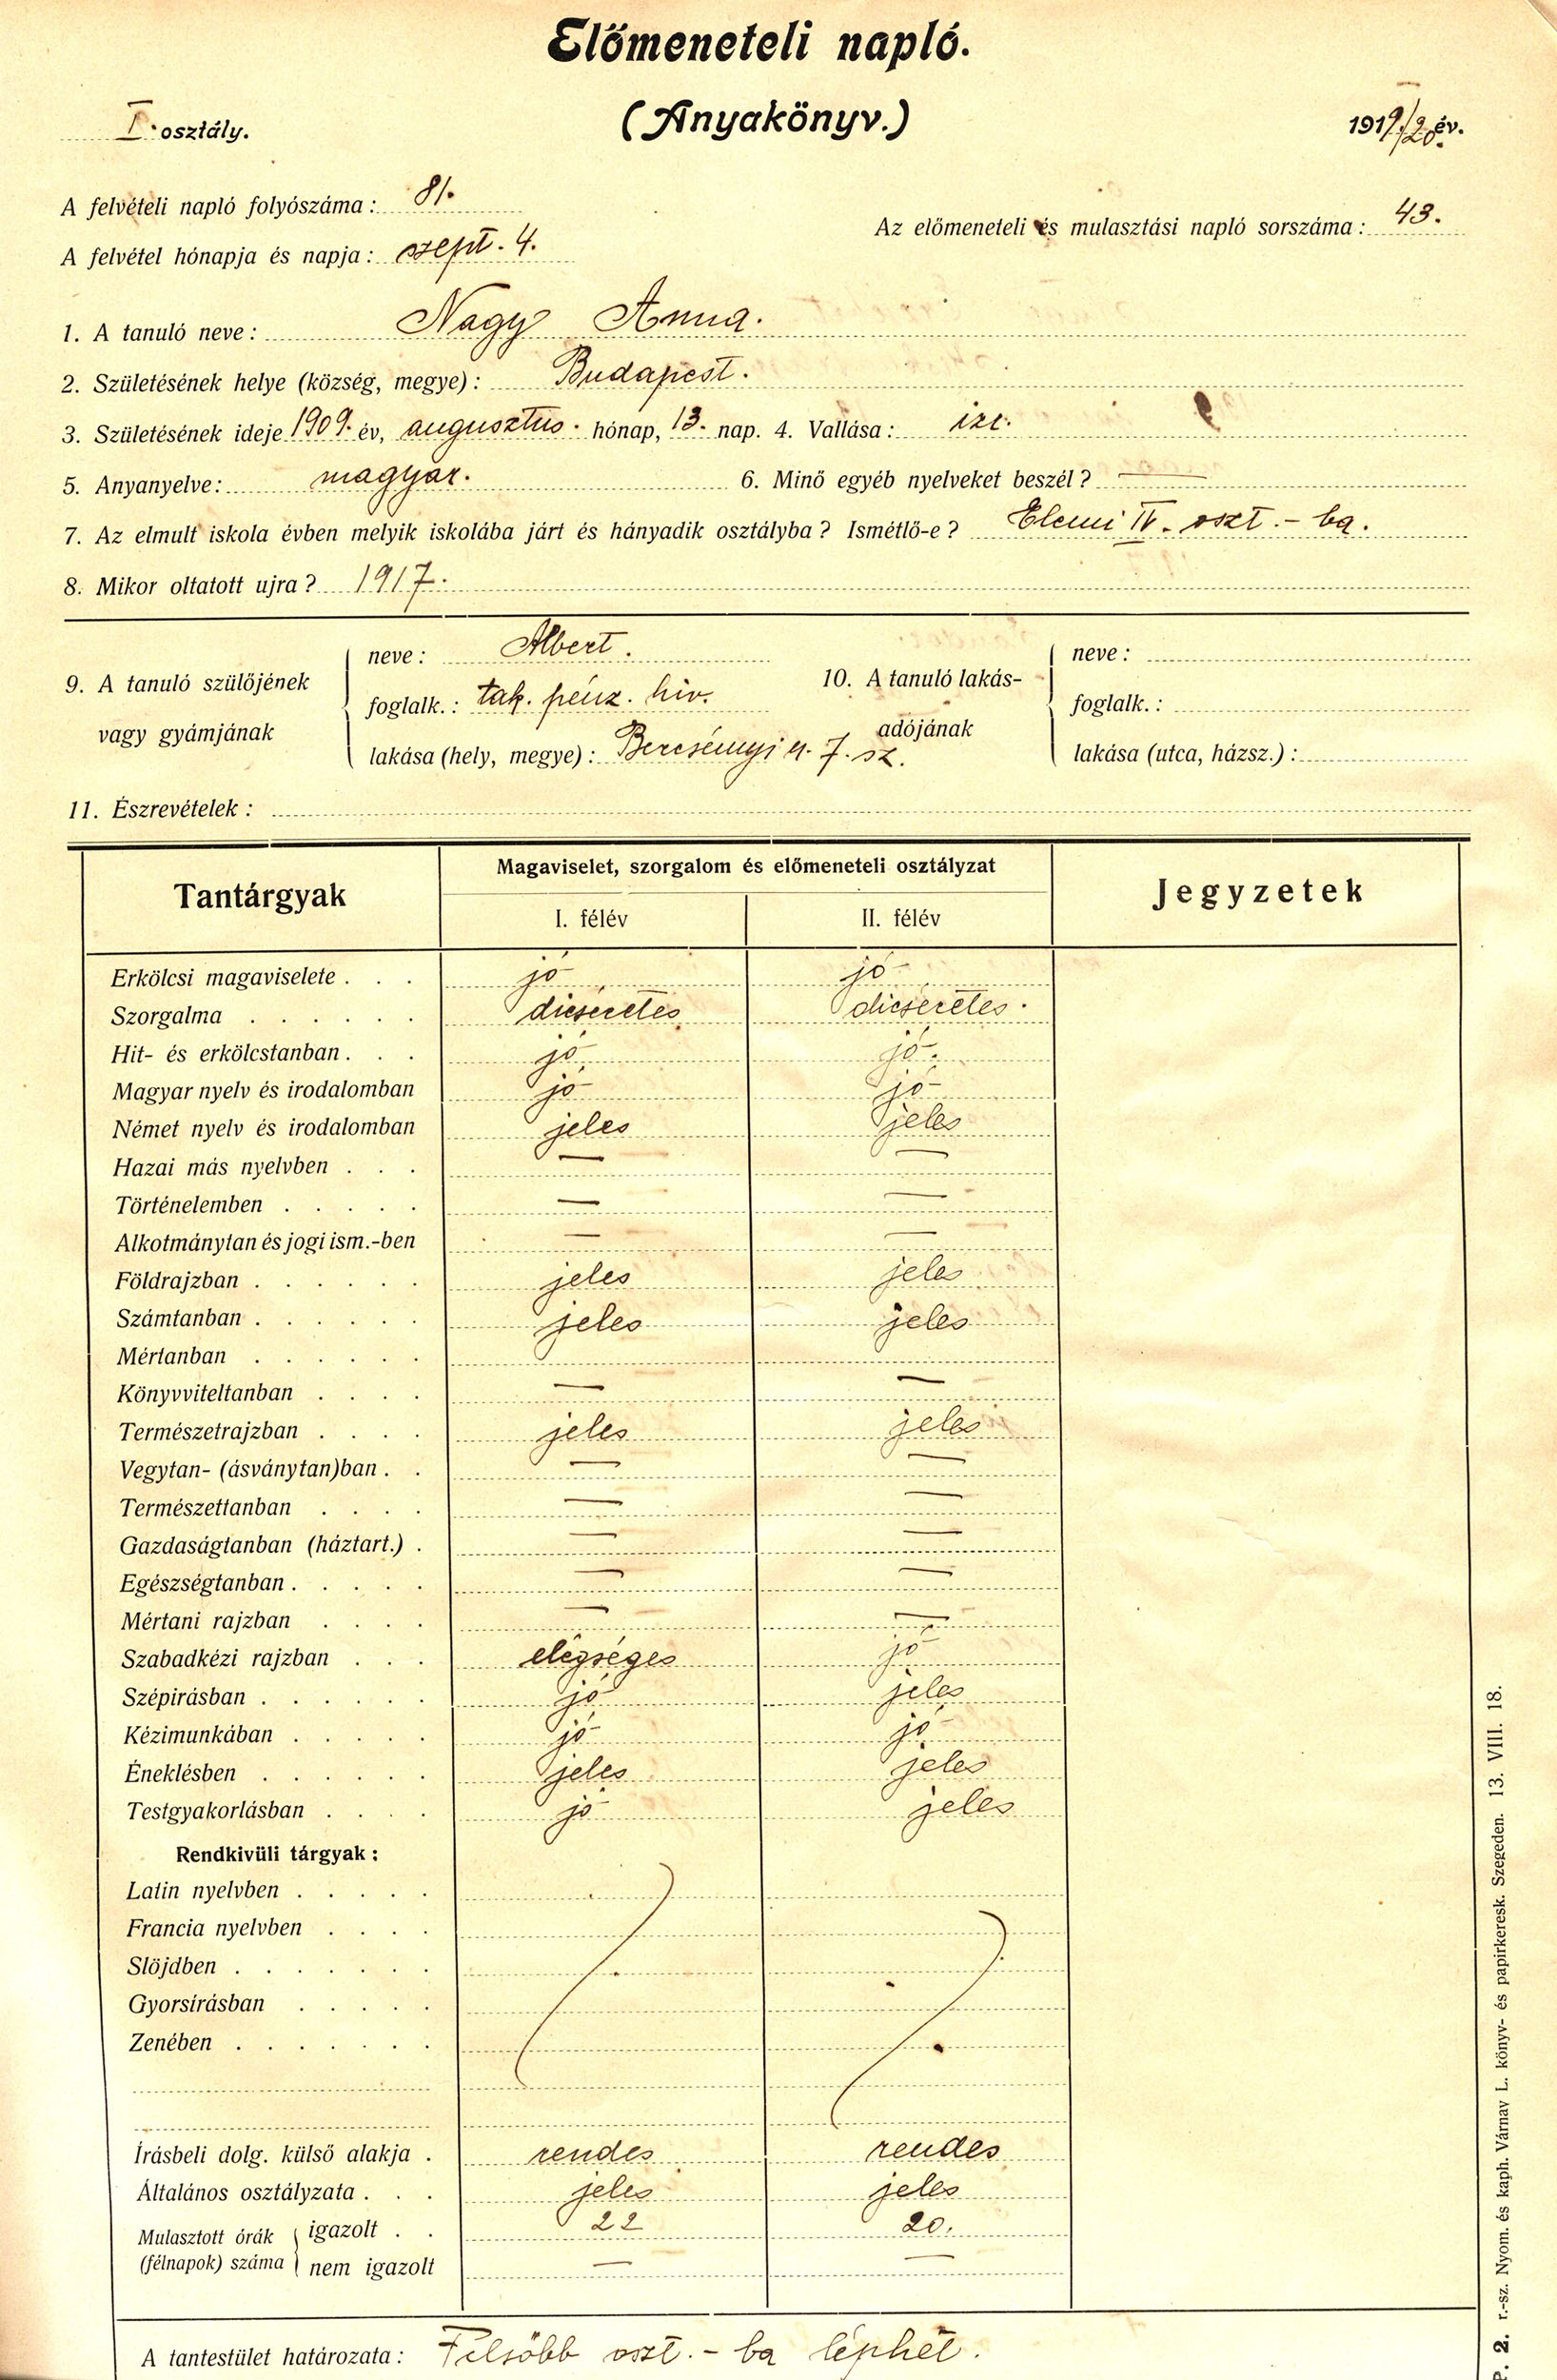 Előmeneteli napló.
I. osztály.
(Anyakönyv.)
1919/20 év.
A felvételi napló folyószáma: 81.
Az előmeneteli és mulasztási napló sorszáma: 43.
A felvétel hónapja és napja: szept. 4.
1. A tanuló neve: Nagy Anna.
2. Születésének helye (község, megye): Budapest.
3. Születésének ideje 1909. év, augusztus. hónap, 13. nap. 4. Vallása: izr.
5. Anyanyelve: magyar. 6. Minő egyéb nyelveket beszél? —
7. Az elmult iskola évben melyik iskolába járt és hányadik osztályba? Ismétlő-e? Elemi IV. oszt.-ba.
8. Mikor oltatott ujra? 1917.
9. A tanuló szülőjének vagy gyámjának
neve: Albert.
foglalk.: tak. pénz. hiv.
lakása (hely, megye): Bercsényi u. 7. sz.
10. A tanuló lakás-adójának
neve:
foglalk.:
lakása (utca, házsz.):
11. Észrevételek:
Tantárgyak
Magaviselet, szorgalom és előmeneteli osztályzat
Jegyzetek
I. félév II. félév
Erkölcsi magaviselete . . . jó jó
Szorgalma . . . . . . dicséretes dicséretes.
Hit- és erkölcstanban . . . jó jó.
Magyar nyelv és irodalomban jó jó
Német nyelv és irodalomban jeles jeles
Hazai más nyelvben . . . — —
Történelemben . . . . . — —
Alkotmánytan és jogi ism.-ben — —
Földrajzban . . . . . . jeles jeles
Számtanban . . . . . . jeles jeles
Mértanban . . . . . .
Könyvviteltanban . . . . — —
Természetrajzban . . . . jeles jeles
Vegytan- (ásványtan)ban . . — —
Természettanban . . . . — —
Gazdaságtanban (háztart.) . — —
Egészségtanban . . . . . — —
Mértani rajzban . . . . — —
Szabadkézi rajzban . . . elégséges jó
Szépirásban . . . . . . jó jeles
Kézimunkában . . . . . jó jó
Éneklésben . . . . . . jeles jeles
Testgyakorlásban . . . . jó jeles
Rendkivüli tárgyak:
Latin nyelvben . . . . .
Francia nyelvben . . . .
Slöjdben . . . . . . .
Gyorsírásban . . . . .
Zenében . . . . . . .
Írásbeli dolg. külső alakja . rendes rendes
Általános osztályzata . . . jeles jeles
Mulasztott órák (félnapok) száma
igazolt . . 22 20.
nem igazolt — —
A tantestület határozata: Felsőbb oszt.-ba léphet.
P. 2. r.-sz. Nyom. és kaph. Várnay L. könyv- és papirkeresk. Szegeden. 13. VIII. 18.